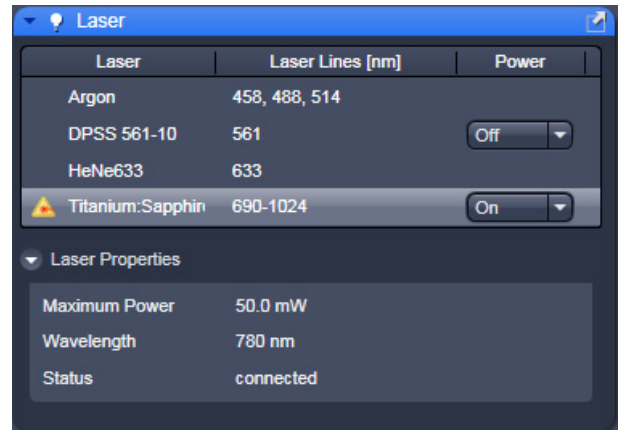 Laser
Laser Laser Lines [nm] Power
Argon 458, 488, 514
DPSS 561-10 561 Off
HeNe633 633
Titanium:Sapphir 690-1024 On
Laser Properties
Maximum Power 50.0 mW
Wavelength 780 nm
Status connected